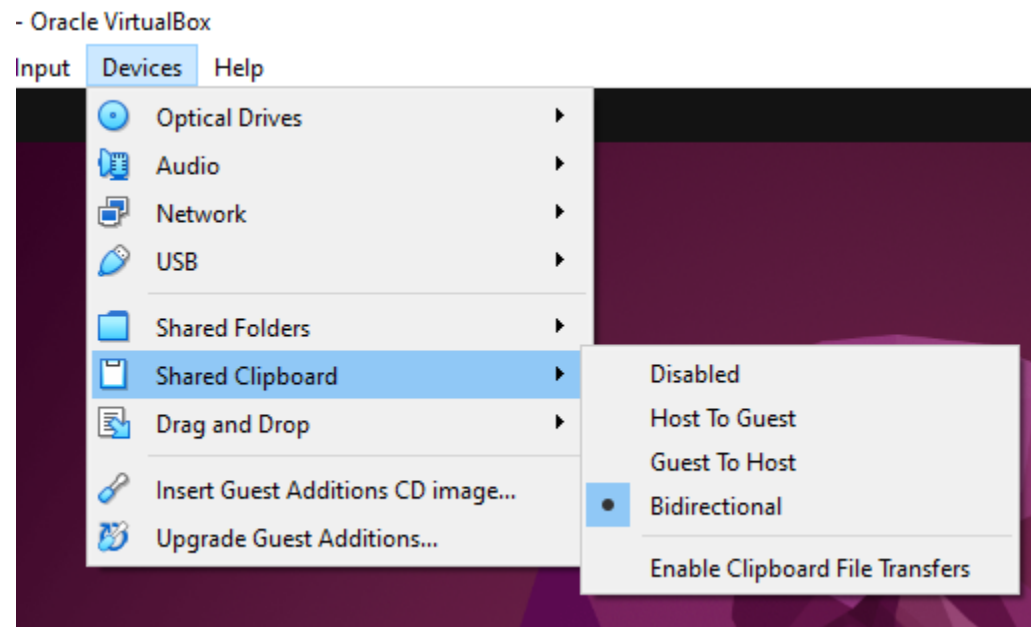 - Oracle VirtualBox
Input Devices Help
Optical Drives
Audio
Network
USB
Shared Folders
Shared Clipboard
Drag and Drop
Insert Guest Additions CD image...
Upgrade Guest Additions...
Disabled
Host To Guest
Guest To Host
Bidirectional
Enable Clipboard File Transfers